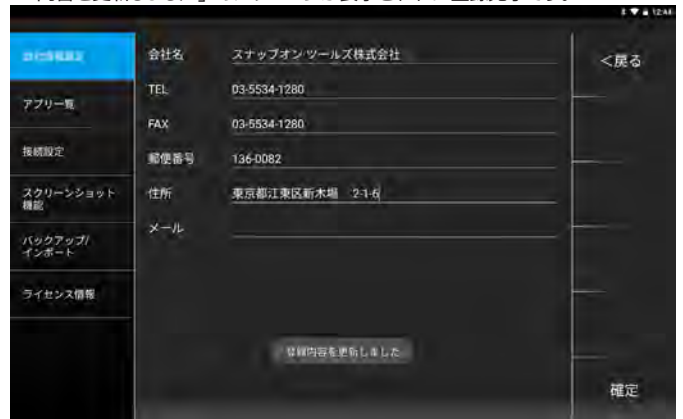 12:44
会社名 スナップオン・ツールズ株式会社
<戻る
TEL 03-5534-1280
アプリ一覧
FAX 03-5534-1280
接続設定
郵便番号 136-0082
スクリーンショット
機能
住所 東京都江東区新木場 2-1-6
メール
バックアップ/
インポート
ライセンス情報
登録内容を更新しました
確定